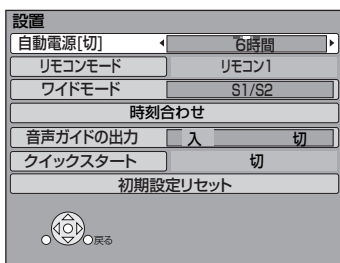 設置
自動電源[切] 6時間
リモコンモード リモコン1
ワイドモード S1/S2
時刻合わせ
音声ガイドの出力 入 切
クイックスタート 切
初期設定リセット
戻る